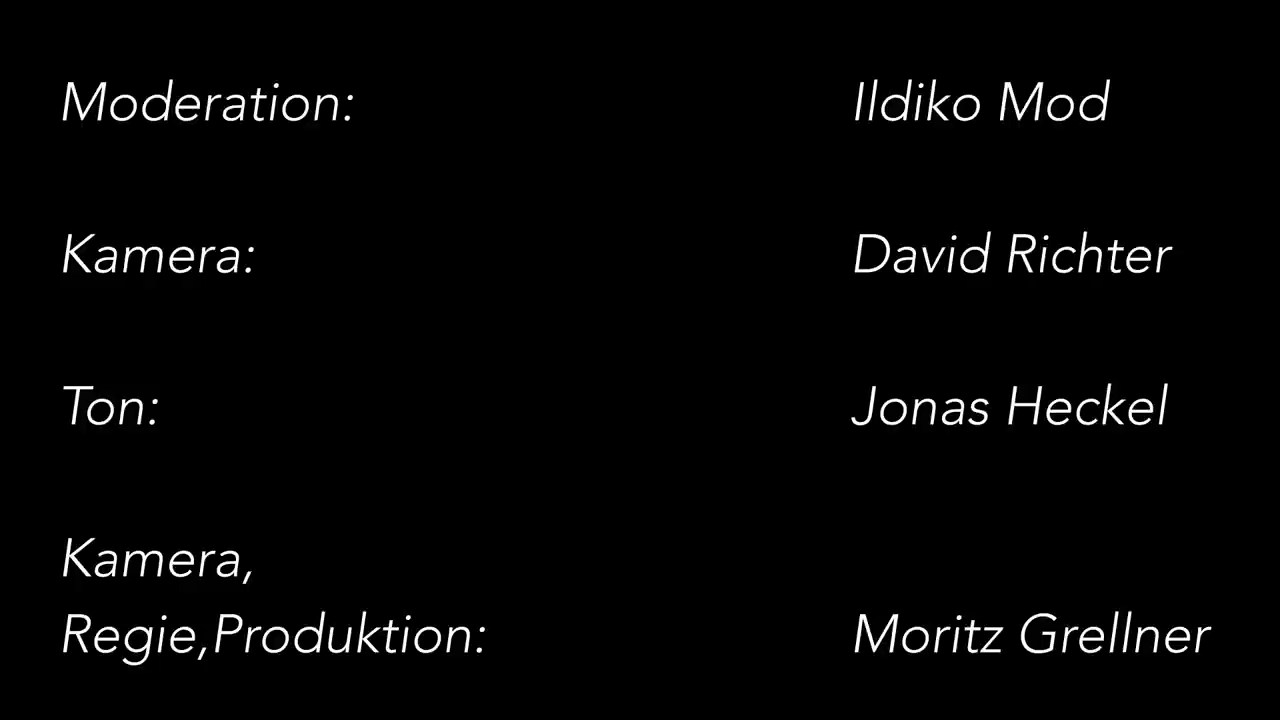 Moderation: Ildiko Mod
Kamera: David Richter
Ton: Jonas Heckel
Kamera,
Regie,Produktion: Moritz Grellner